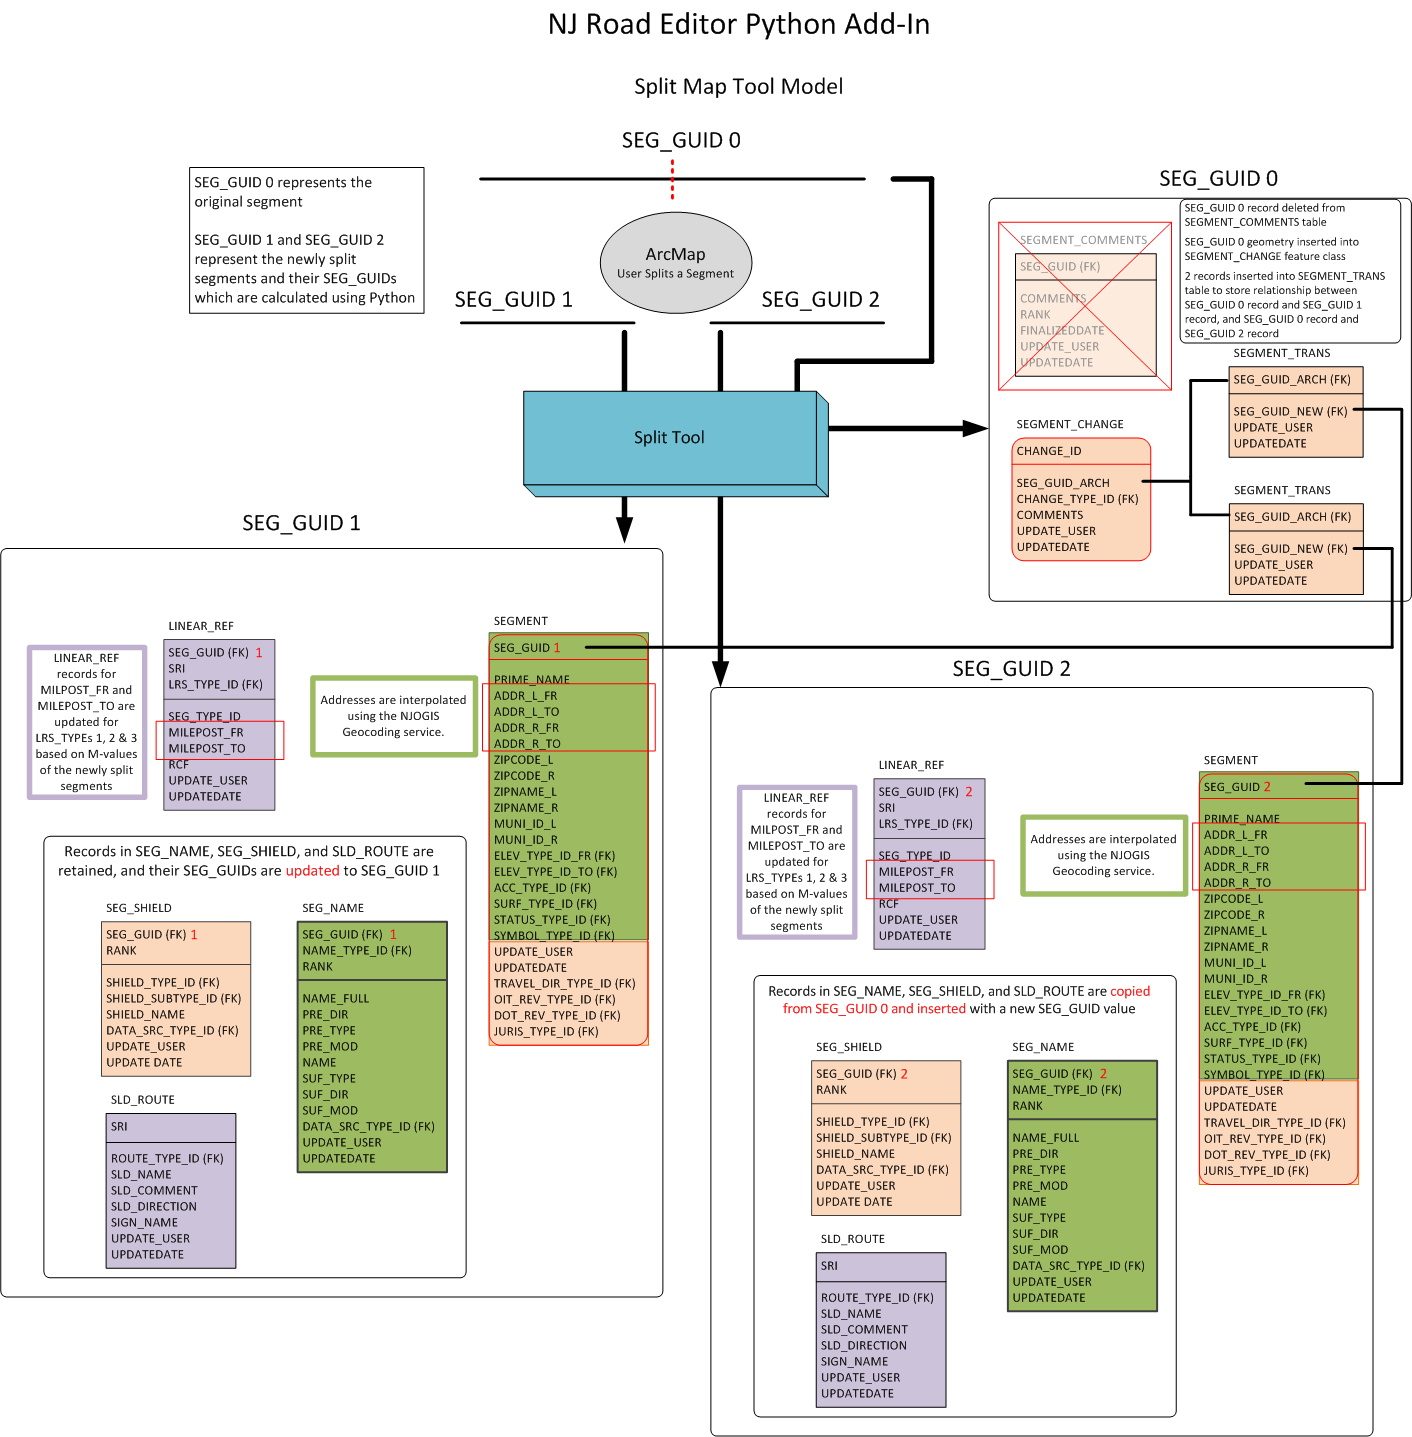 NJ Road Editor Python Add-In
Split Map Tool Model
SEG_GUID 0
SEG_GUID 0 represents the
original segment
SEG_GUID 1 and SEG_GUID 2
represent the newly split
segments and their SEG_GUIDs
which are calculated using Python
ArcMap
User Splits a Segment
SEG_GUID 1
SEG_GUID 2
Split Tool
SEG_GUID 0
SEGMENT_COMMENTS
SEG_GUID (FK)
COMMENTS
RANK
FINALIZEDDATE
UPDATE_USER
UPDATEDATE
SEG_GUID 0 record deleted from
SEGMENT_COMMENTS table
SEG_GUID 0 geometry inserted into
SEGMENT_CHANGE feature class
2 records inserted into SEGMENT_TRANS
table to store relationship between
SEG_GUID 0 record and SEG_GUID 1
record, and SEG_GUID 0 record and
SEG_GUID 2 record
SEGMENT_TRANS
SEG_GUID_ARCH (FK)
SEG_GUID_NEW (FK)
UPDATE_USER
UPDATEDATE
SEGMENT_CHANGE
CHANGE_ID
SEG_GUID_ARCH
CHANGE_TYPE_ID (FK)
COMMENTS
UPDATE_USER
UPDATEDATE
SEGMENT_TRANS
SEG_GUID_ARCH (FK)
SEG_GUID_NEW (FK)
UPDATE_USER
UPDATEDATE
SEG_GUID 1
LINEAR_REF
records for
MILPOST_FR and
MILEPOST_TO are
updated for
LRS_TYPEs 1, 2 & 3
based on M-values
of the newly split
segments
LINEAR_REF
SEG_GUID (FK) 1
SRI
LRS_TYPE_ID (FK)
SEG_TYPE_ID
MILEPOST_FR
MILEPOST_TO
RCF
UPDATE_USER
UPDATEDATE
Addresses are interpolated
using the NJOGIS
Geocoding service.
SEGMENT
SEG_GUID 1
PRIME_NAME
ADDR_L_FR
ADDR_L_TO
ADDR_R_FR
ADDR_R_TO
ZIPCODE_L
ZIPCODE_R
ZIPNAME_L
ZIPNAME_R
MUNI_ID_L
MUNI_ID_R
ELEV_TYPE_ID_FR (FK)
ELEV_TYPE_ID_TO (FK)
ACC_TYPE_ID (FK)
SURF_TYPE_ID (FK)
STATUS_TYPE_ID (FK)
SYMBOL_TYPE_ID (FK)
UPDATE_USER
UPDATEDATE
TRAVEL_DIR_TYPE_ID (FK)
OIT_REV_TYPE_ID (FK)
DOT_REV_TYPE_ID (FK)
JURIS_TYPE_ID (FK)
Records in SEG_NAME, SEG_SHIELD, and SLD_ROUTE are
retained, and their SEG_GUIDs are updated to SEG_GUID 1
SEG_SHIELD
SEG_GUID (FK) 1
RANK
SHIELD_TYPE_ID (FK)
SHIELD_SUBTYPE_ID (FK)
SHIELD_NAME
DATA_SRC_TYPE_ID (FK)
UPDATE_USER
UPDATE DATE
SEG_NAME
SEG_GUID (FK) 1
NAME_TYPE_ID (FK)
RANK
NAME_FULL
PRE_DIR
PRE_TYPE
PRE_MOD
NAME
SUF_TYPE
SUF_DIR
SUF_MOD
DATA_SRC_TYPE_ID (FK)
UPDATE_USER
UPDATEDATE
SLD_ROUTE
SRI
ROUTE_TYPE_ID (FK)
SLD_NAME
SLD_COMMENT
SLD_DIRECTION
SIGN_NAME
UPDATE_USER
UPDATEDATE
SEG_GUID 2
LINEAR_REF
records for
MILPOST_FR and
MILEPOST_TO are
updated for
LRS_TYPEs 1, 2 & 3
based on M-values
of the newly split
segments
LINEAR_REF
SEG_GUID (FK) 2
SRI
LRS_TYPE_ID (FK)
SEG_TYPE_ID
MILEPOST_FR
MILEPOST_TO
RCF
UPDATE_USER
UPDATEDATE
Addresses are interpolated
using the NJOGIS
Geocoding service.
SEGMENT
SEG_GUID 2
PRIME_NAME
ADDR_L_FR
ADDR_L_TO
ADDR_R_FR
ADDR_R_TO
ZIPCODE_L
ZIPCODE_R
ZIPNAME_L
ZIPNAME_R
MUNI_ID_L
MUNI_ID_R
ELEV_TYPE_ID_FR (FK)
ELEV_TYPE_ID_TO (FK)
ACC_TYPE_ID (FK)
SURF_TYPE_ID (FK)
STATUS_TYPE_ID (FK)
SYMBOL_TYPE_ID (FK)
UPDATE_USER
UPDATEDATE
TRAVEL_DIR_TYPE_ID (FK)
OIT_REV_TYPE_ID (FK)
DOT_REV_TYPE_ID (FK)
JURIS_TYPE_ID (FK)
Records in SEG_NAME, SEG_SHIELD, and SLD_ROUTE are copied
from SEG_GUID 0 and inserted with a new SEG_GUID value
SEG_SHIELD
SEG_GUID (FK) 2
RANK
SHIELD_TYPE_ID (FK)
SHIELD_SUBTYPE_ID (FK)
SHIELD_NAME
DATA_SRC_TYPE_ID (FK)
UPDATE_USER
UPDATE DATE
SEG_NAME
SEG_GUID (FK) 2
NAME_TYPE_ID (FK)
RANK
NAME_FULL
PRE_DIR
PRE_TYPE
PRE_MOD
NAME
SUF_TYPE
SUF_DIR
SUF_MOD
DATA_SRC_TYPE_ID (FK)
UPDATE_USER
UPDATEDATE
SLD_ROUTE
SRI
ROUTE_TYPE_ID (FK)
SLD_NAME
SLD_COMMENT
SLD_DIRECTION
SIGN_NAME
UPDATE_USER
UPDATEDATE